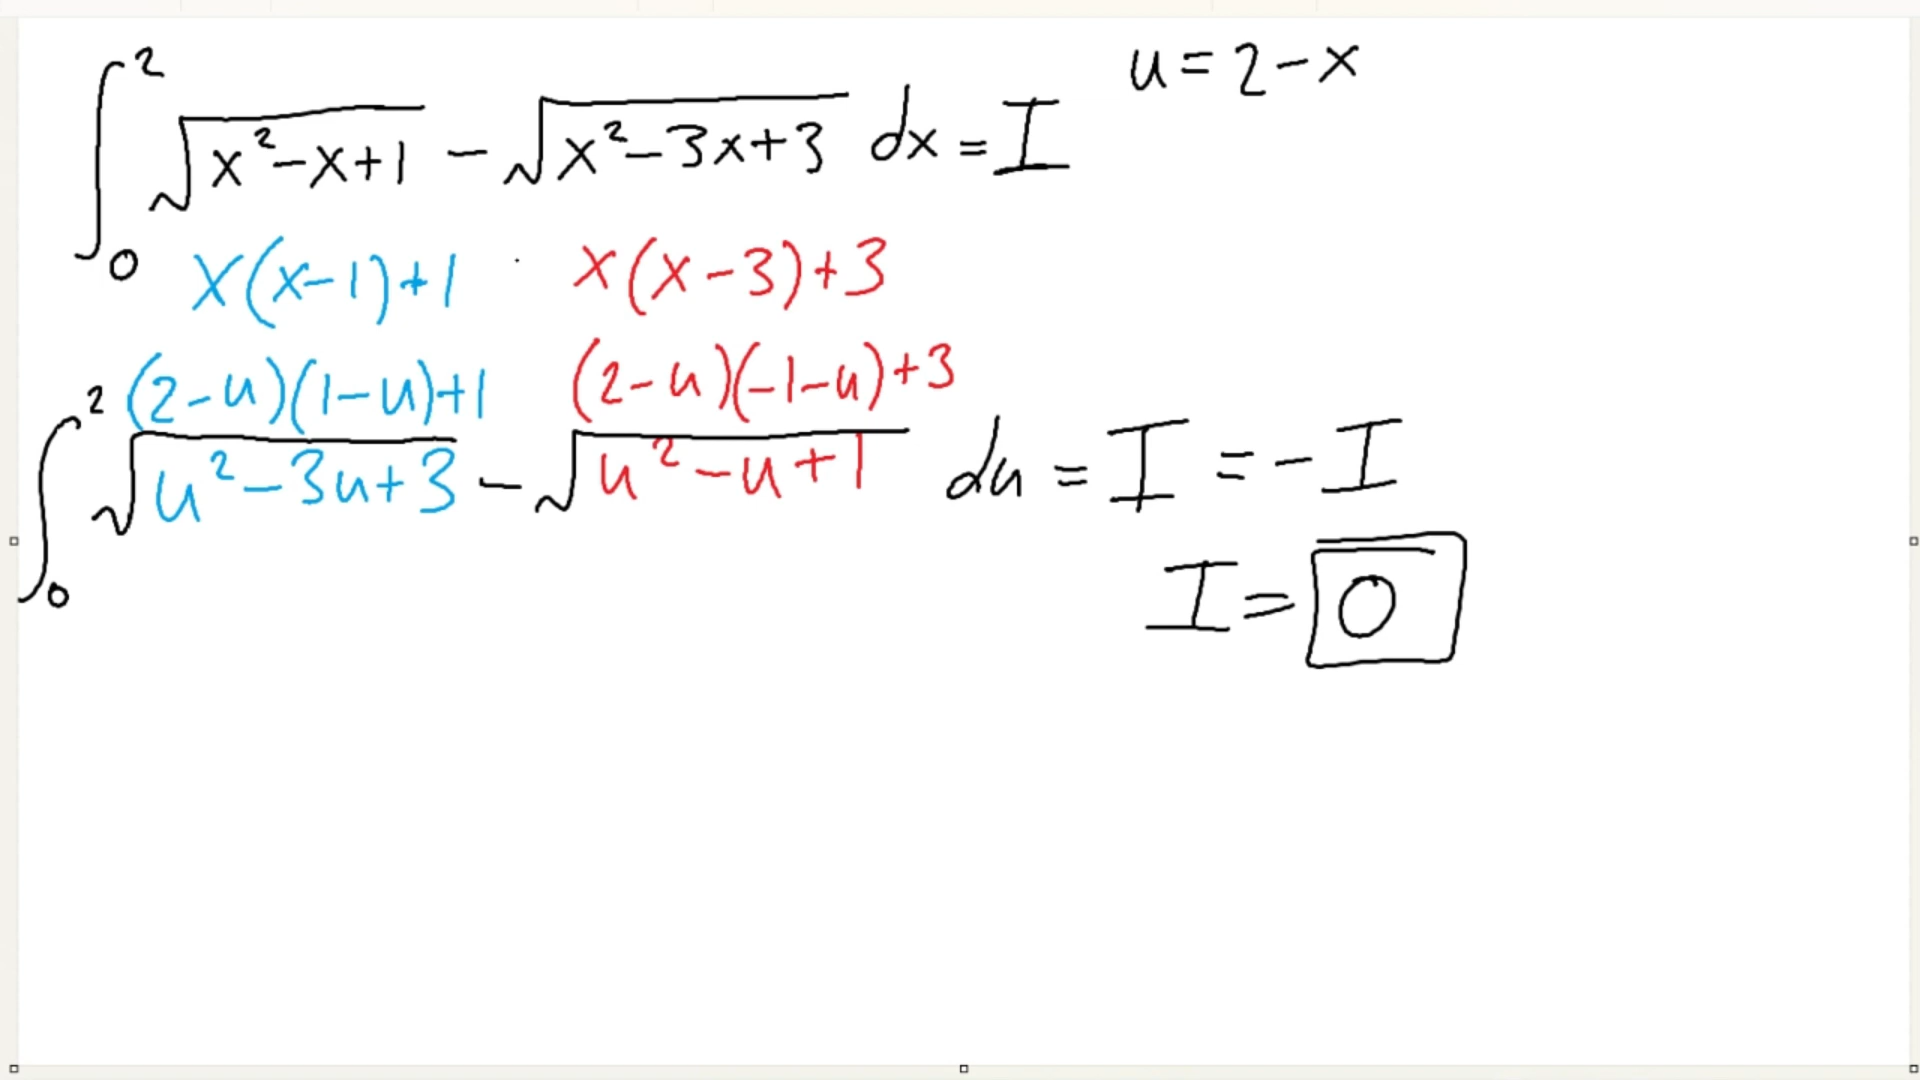 ∫₀² √(x²-x+1) - √(x²-3x+3) dx = I
u = 2-x
x(x-1)+1 x(x-3)+3
(2-u)(1-u)+1 (2-u)(-1-u)+3
∫₀² √(u²-3u+3) - √(u²-u+1) du = I = -I
I = 0